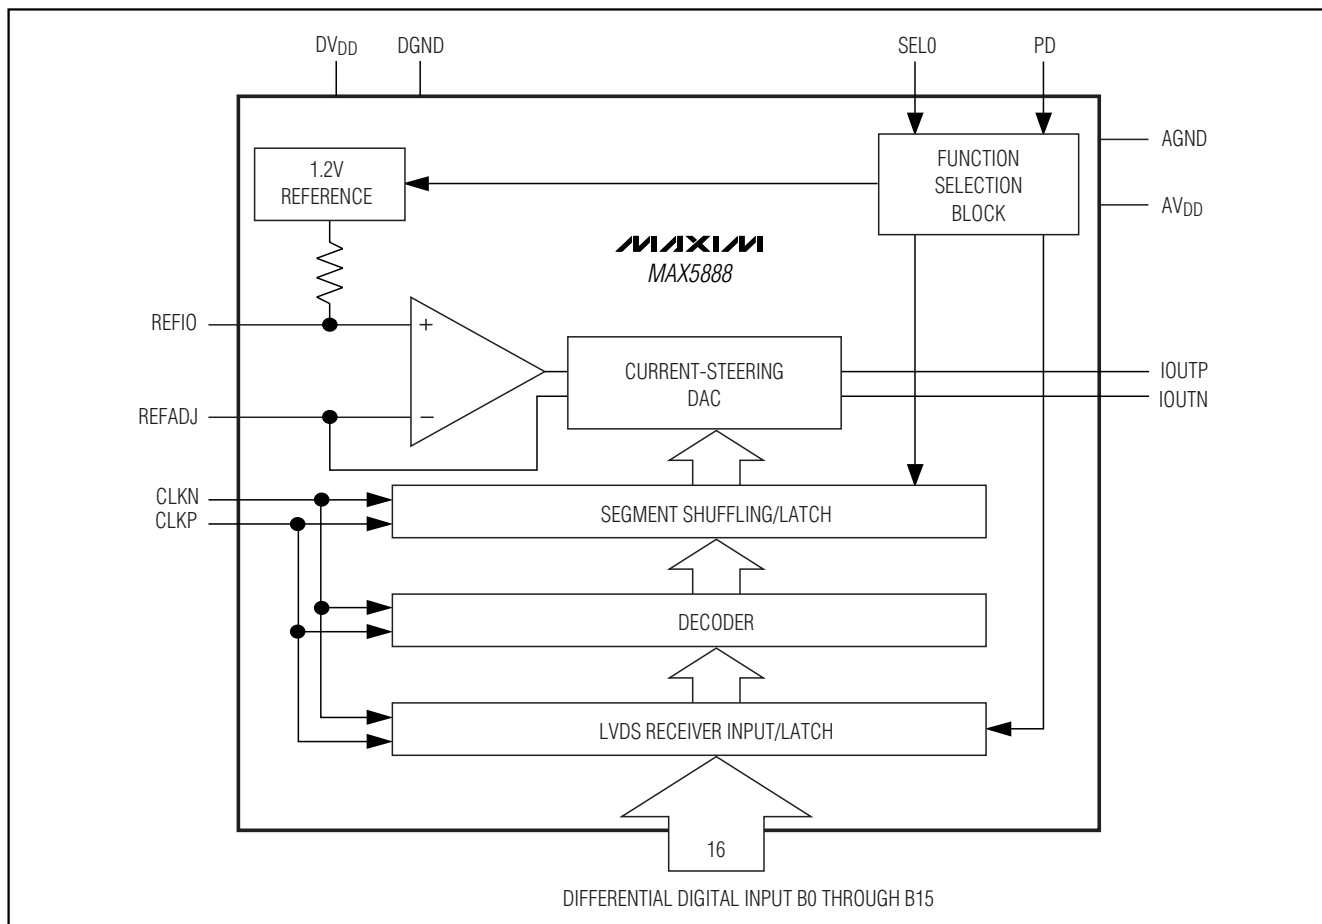 DVDD
DGND
SEL0
PD
AGND
AVDD
1.2V
REFERENCE
FUNCTION
SELECTION
BLOCK
MAXIM
MAX5888
REFIO
+
CURRENT-STEERING
DAC
IOUTP
IOUTN
REFADJ
−
CLKN
CLKP
SEGMENT SHUFFLING/LATCH
DECODER
LVDS RECEIVER INPUT/LATCH
16
DIFFERENTIAL DIGITAL INPUT B0 THROUGH B15